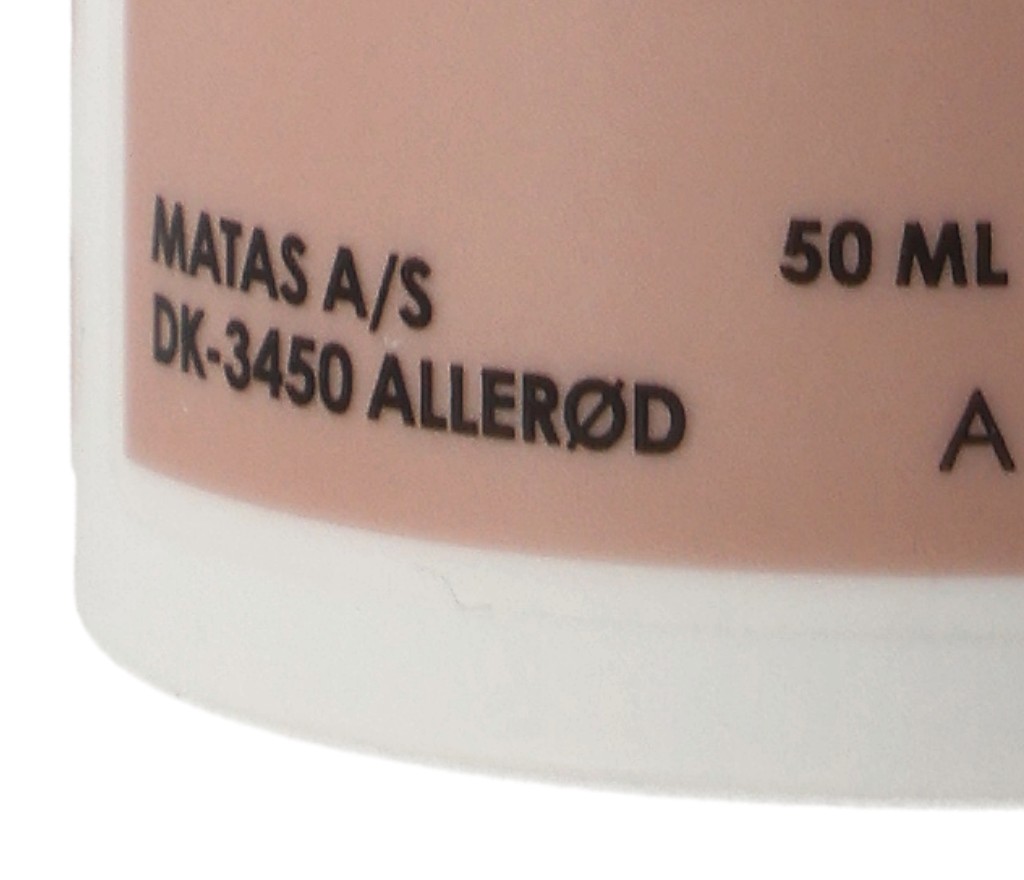 MATAS A/S
DK-3450 ALLERØD
50 ML
A